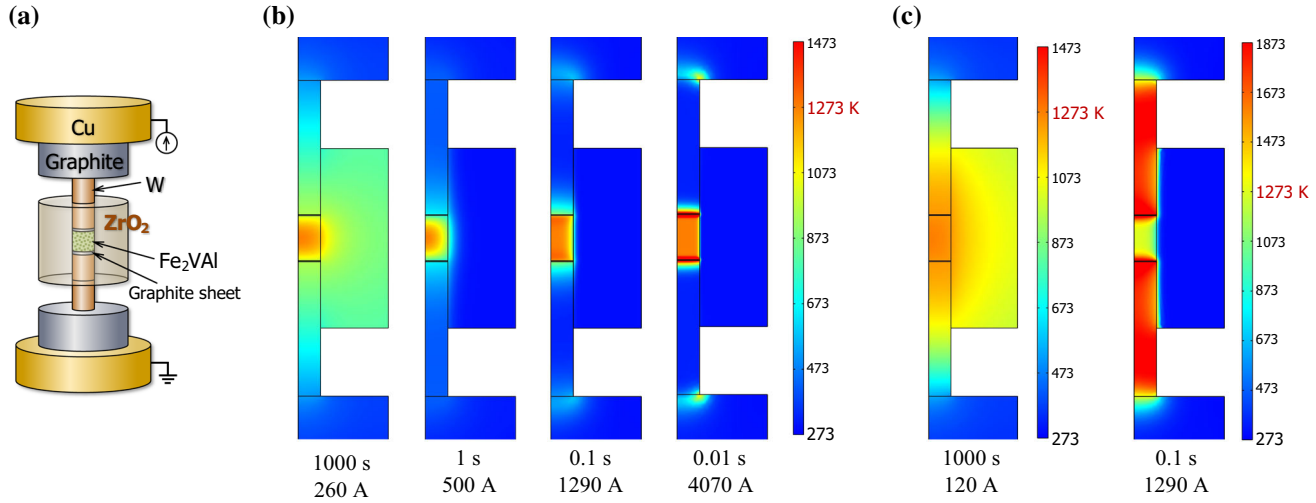 (a)
Cu
Graphite
W
ZrO₂
Fe₂VAl
Graphite sheet
(b)
1473
1273 K
1073
873
673
473
273
1000 s
260 A
1 s
500 A
0.1 s
1290 A
0.01 s
4070 A
(c)
1473
1273 K
1073
873
673
473
273
1873
1673
1473
1273 K
1073
873
673
473
273
1000 s
120 A
0.1 s
1290 A